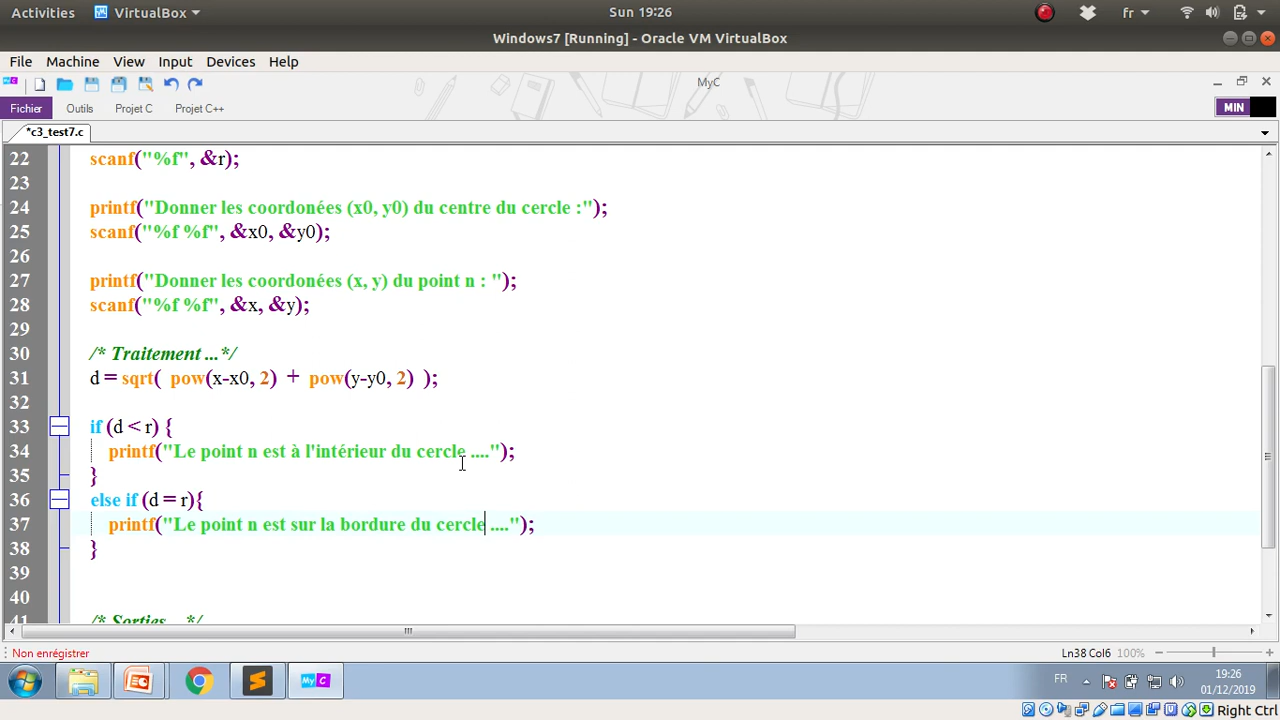 Activities VirtualBox Sun 19:26 fr
Windows7 [Running] - Oracle VM VirtualBox
File Machine View Input Devices Help
MyC
Fichier Outils Projet C Projet C++ MIN
*c3_test7.c
22 scanf("%f", &r);
23
24 printf("Donner les coordonées (x0, y0) du centre du cercle :");
25 scanf("%f %f", &x0, &y0);
26
27 printf("Donner les coordonées (x, y) du point n : ");
28 scanf("%f %f", &x, &y);
29
30 /* Traitement ...*/
31 d = sqrt( pow(x-x0, 2) + pow(y-y0, 2) );
32
33 if (d < r) {
34 printf("Le point n est à l'intérieur du cercle ....");
35 }
36 else if (d = r){
37 printf("Le point n est sur la bordure du cercle ....");
38 }
39
40
41 /* Sorties ...*/
Non enregistrer Ln38 Col6 100%
MyC FR 19:26
01/12/2019
Right Ctrl